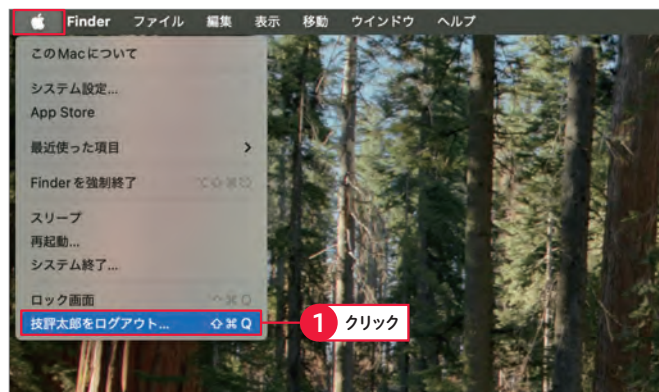 Finder ファイル 編集 表示 移動 ウインドウ ヘルプ
このMacについて
システム設定...
App Store
最近使った項目
Finderを強制終了
スリープ
再起動...
システム終了...
ロック画面 ⌃⌘Q
技評太郎をログアウト... ⇧⌘Q
1 クリック